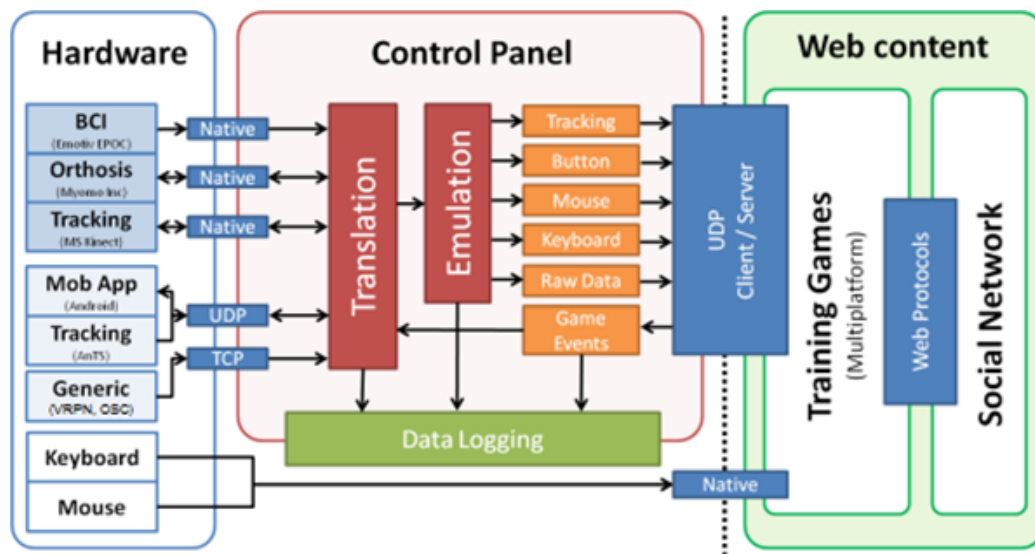 Hardware
BCI
(Emotiv EPOC)
Orthosis
(Myomo Inc)
Tracking
(MS Kinect)
Mob App
(Android)
Tracking
(AnTS)
Generic
(VRPN, OSC)
Keyboard
Mouse
Native
Native
Native
UDP
TCP
Control Panel
Translation
Emulation
Tracking
Button
Mouse
Keyboard
Raw Data
Game
Events
Data Logging
UDP
Client / Server
Native
Web content
Training Games
(Multiplatform)
Web Protocols
Social Network